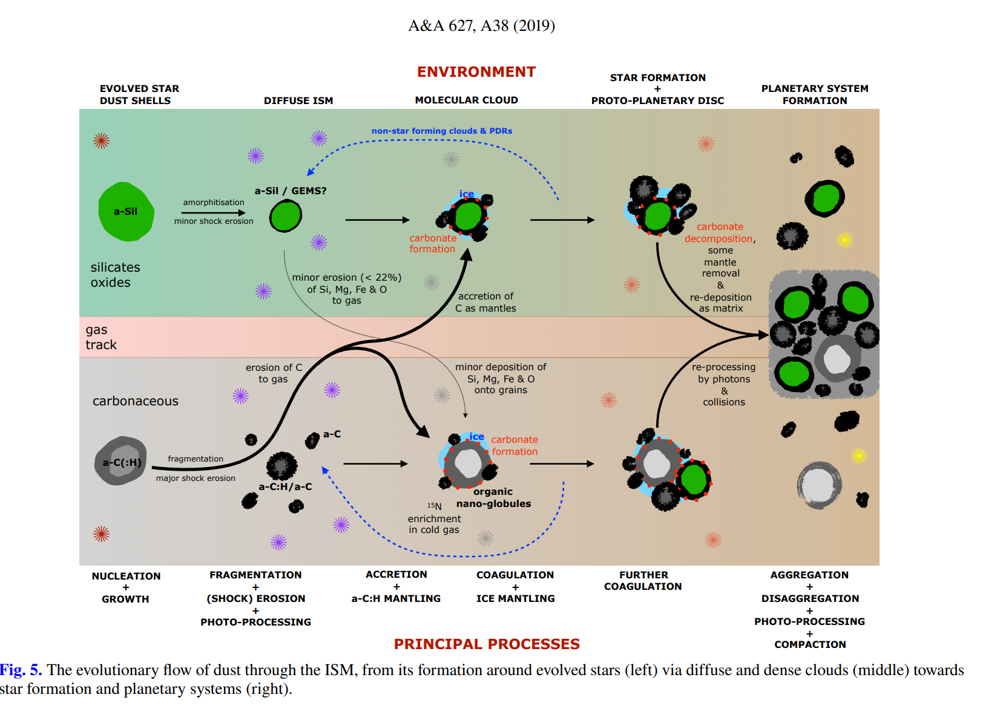 A&A 627, A38 (2019)
ENVIRONMENT
EVOLVED STAR
DUST SHELLS
DIFFUSE ISM
MOLECULAR CLOUD
STAR FORMATION
+
PROTO-PLANETARY DISC
PLANETARY SYSTEM
FORMATION
non-star forming clouds & PDRs
a-Sil
amorphitisation
minor shock erosion
a-Sil / GEMS?
ice
carbonate
formation
carbonate
decomposition,
some
mantle
removal
&
re-deposition
as matrix
silicates
oxides
minor erosion (< 22%)
of Si, Mg, Fe & O
to gas
accretion of
C as mantles
gas
track
erosion of C
to gas
minor deposition of
Si, Mg, Fe & O
onto grains
re-processing
by photons
&
collisions
carbonaceous
a-C(:H)
fragmentation
major shock erosion
a-C
a-C:H/a-C
ice
carbonate
formation
organic
nano-globules
15N
enrichment
in cold gas
NUCLEATION
+
GROWTH
FRAGMENTATION
+
(SHOCK) EROSION
+
PHOTO-PROCESSING
ACCRETION
+
a-C:H MANTLING
COAGULATION
+
ICE MANTLING
FURTHER
COAGULATION
AGGREGATION
+
DISAGGREGATION
+
PHOTO-PROCESSING
+
COMPACTION
PRINCIPAL PROCESSES
Fig. 5. The evolutionary flow of dust through the ISM, from its formation around evolved stars (left) via diffuse and dense clouds (middle) towards
star formation and planetary systems (right).